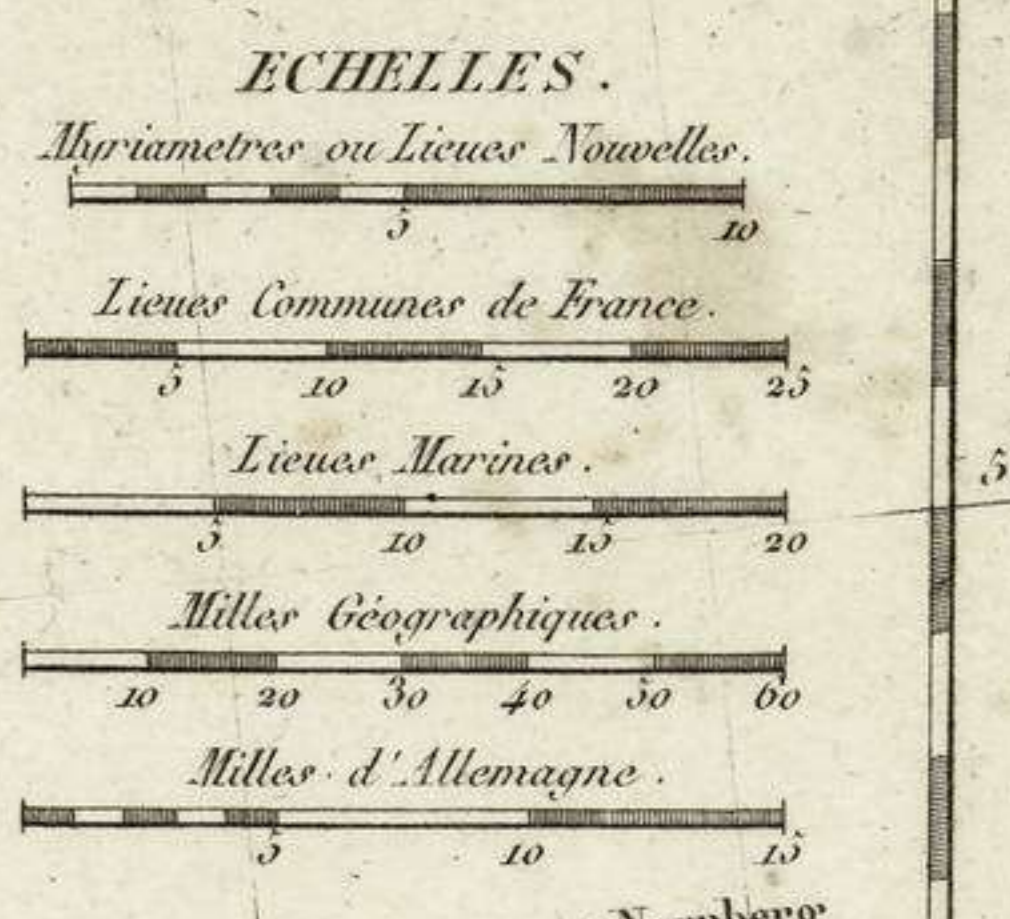 ECHELLES.
Myriametres ou Lieues Nouvelles.
5 10
Lieues Communes de France.
5 10 15 20 25
Lieues Marines.
5
5 10 15 20
Milles Géographiques.
10 20 30 40 50 60
Milles d'Allemagne.
5 10 15